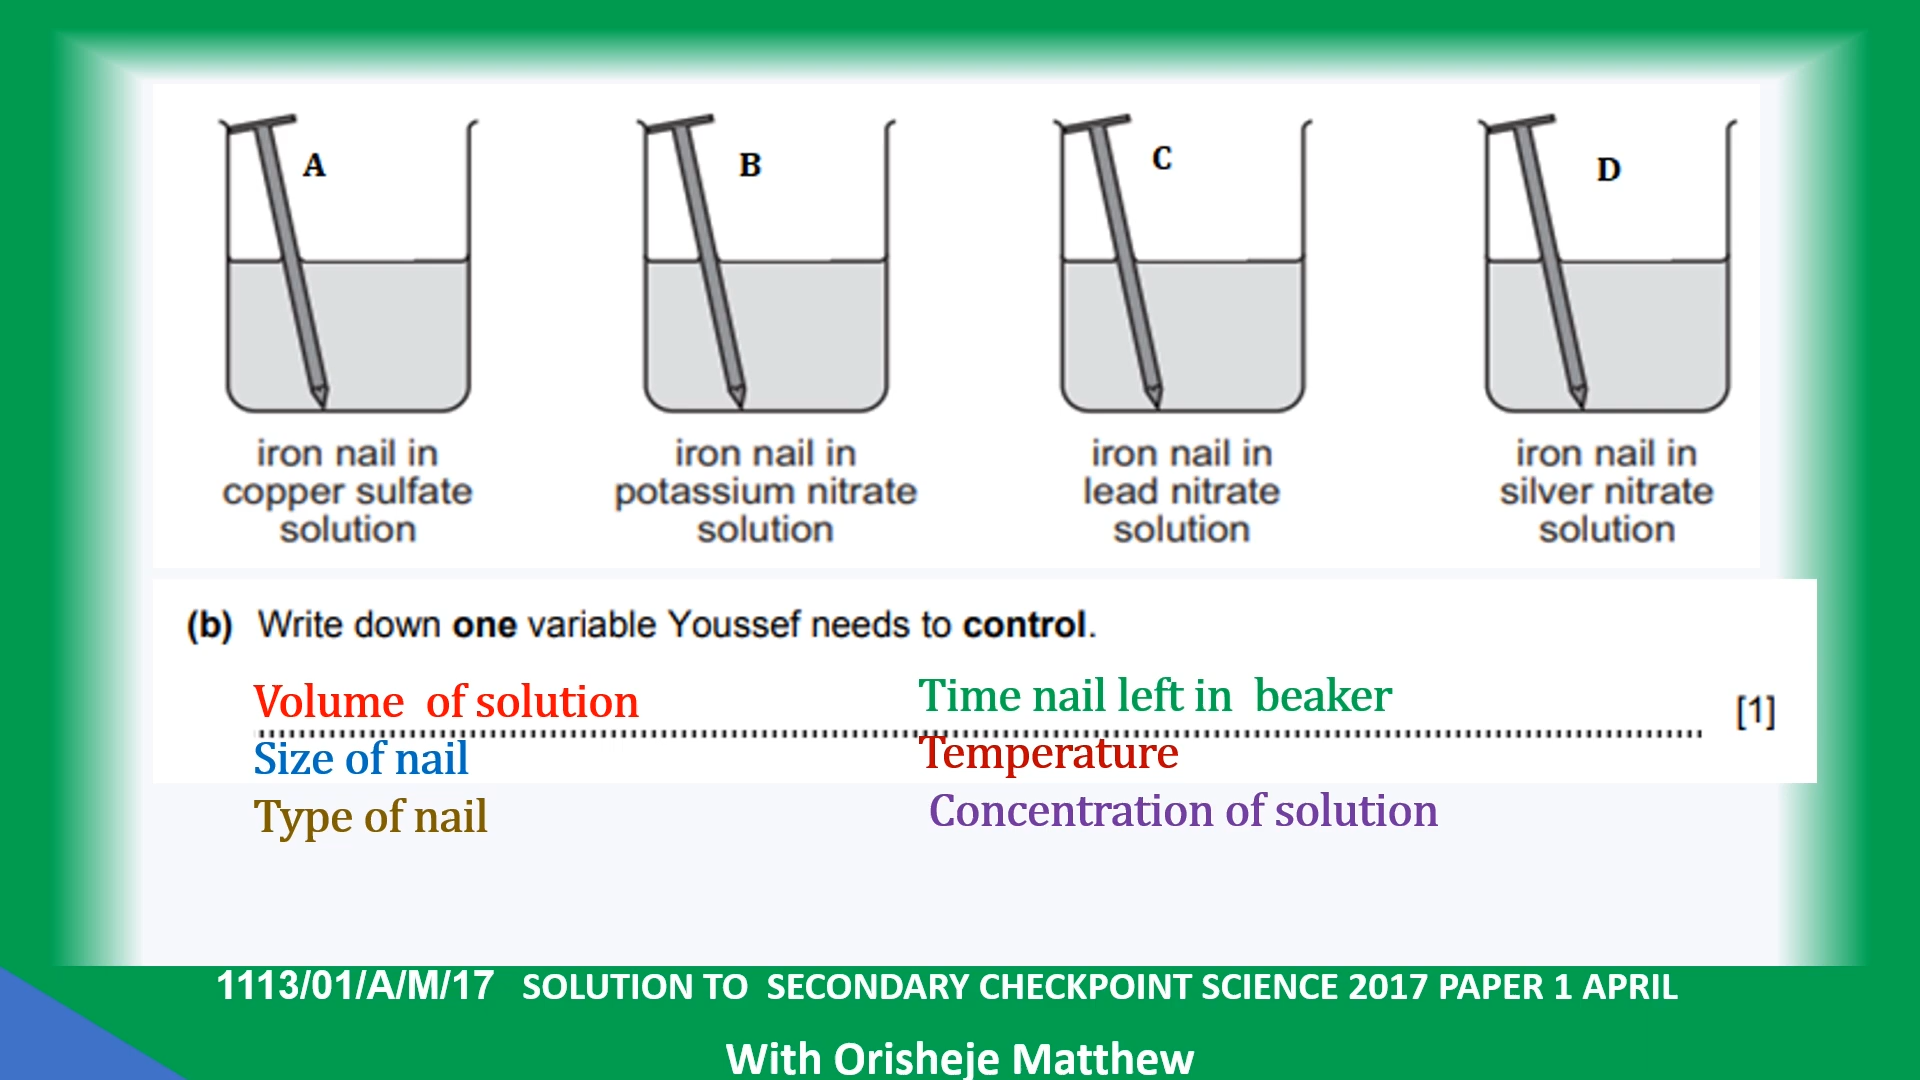 A
B
C
D
iron nail in
copper sulfate
solution
iron nail in
potassium nitrate
solution
iron nail in
lead nitrate
solution
iron nail in
silver nitrate
solution
(b) Write down one variable Youssef needs to control.
Volume of solution
Time nail left in beaker
[1]
Size of nail
Temperature
Type of nail
Concentration of solution
1113/01/A/M/17 SOLUTION TO SECONDARY CHECKPOINT SCIENCE 2017 PAPER 1 APRIL
With Orisheje Matthew